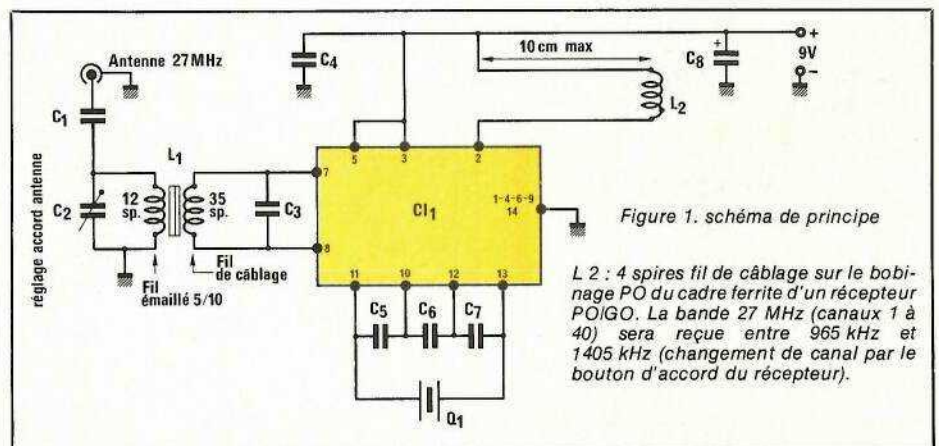 Antenne 27 MHz
C1
réglage accord antenne
C2
L1
12 sp.
35 sp.
C3
Fil émaillé 5/10
Fil de câblage
C4
10 cm max
L2
C8
+
+
9V
-
5
3
2
7
8
CI1
1-4-6-9
14
11
10
12
13
C5
C6
C7
Q1
Figure 1. schéma de principe
L 2 : 4 spires fil de câblage sur le bobi-
nage PO du cadre ferrite d'un récepteur
PO/GO. La bande 27 MHz (canaux 1 à
40) sera reçue entre 965 kHz et
1405 kHz (changement de canal par le
bouton d'accord du récepteur).